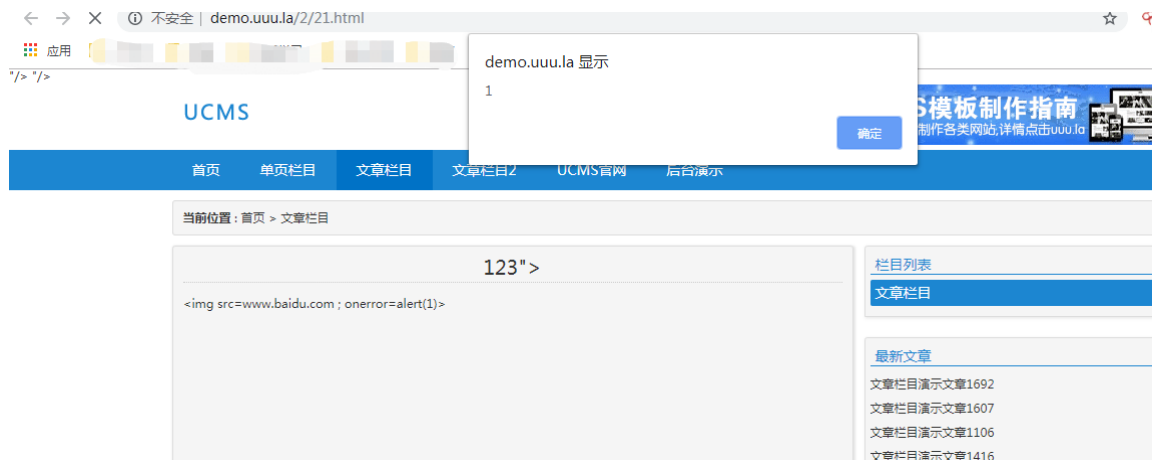 不安全 | demo.uuu.la/2/21.html
应用
"/> "/>
demo.uuu.la 显示
1
确定
UCMS
S模板制作指南
制作各类网站,详情点击uuu.la
首页 单页栏目 文章栏目 文章栏目2 UCMS官网 后台演示
当前位置 : 首页 > 文章栏目
123">
<img src=www.baidu.com ; onerror=alert(1)>
栏目列表
文章栏目
最新文章
文章栏目演示文章1692
文章栏目演示文章1607
文章栏目演示文章1106
文章栏目演示文章1416